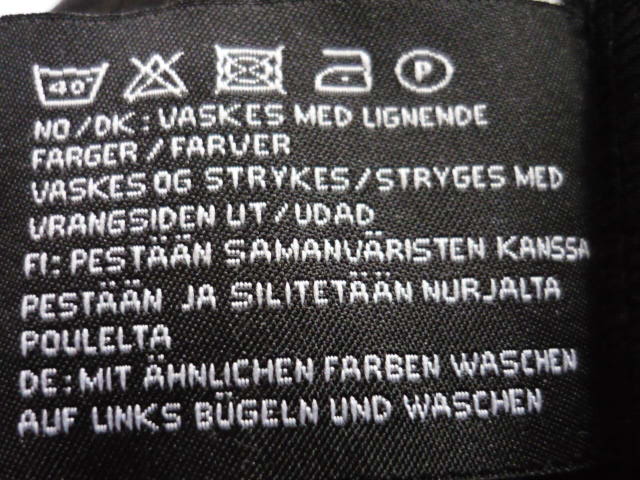 40°
P
NO/DK: VASKES MED LIGNENDE
FARGER/FARVER
VASKES OG STRYKES/STRYGES MED
VRANGSIDEN UT/UDAD
FI: PESTÄÄN SAMANVÄRISTEN KANSSA
PESTÄÄN JA SILITETÄÄN NURJALTA
POULELTA
DE: MIT ÄHNLICHEN FARBEN WASCHEN
AUF LINKS BÜGELN UND WASCHEN